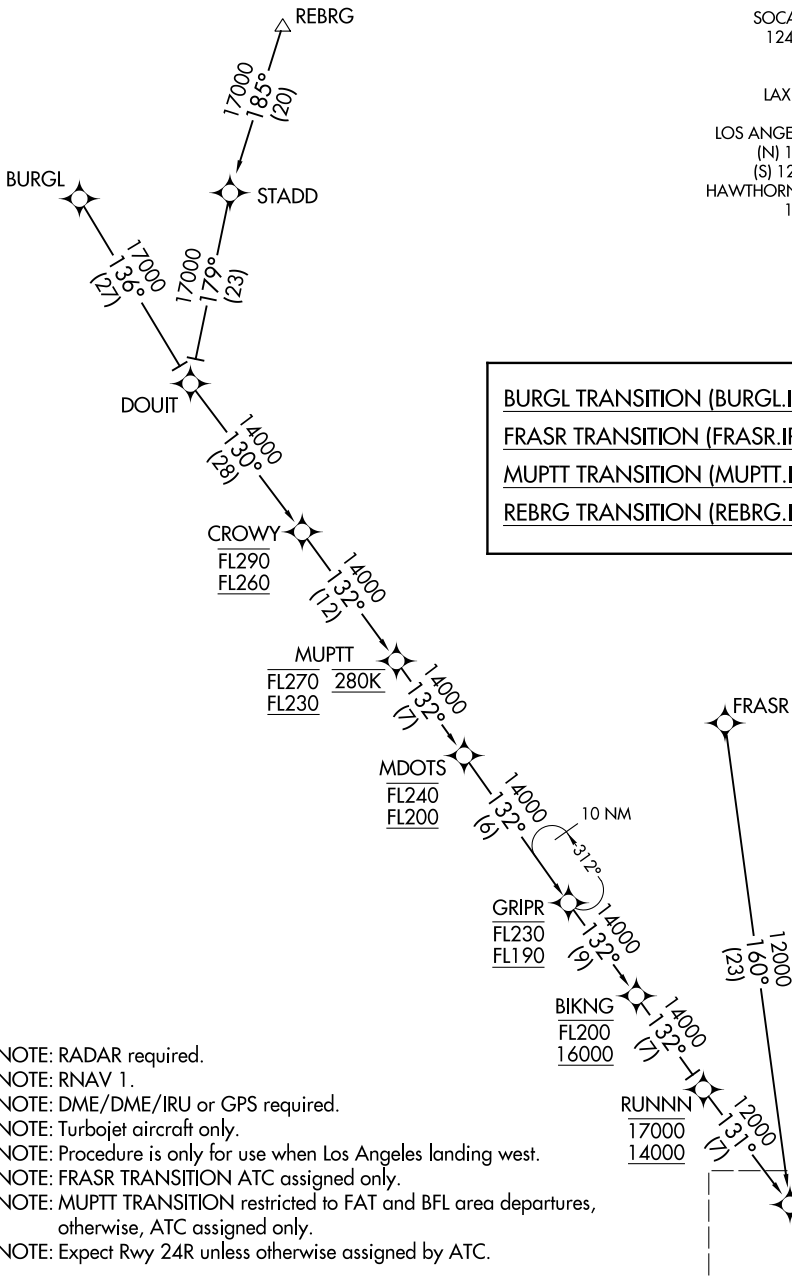 REBRG
17000
185°
(20)
STADD
BURGL
17000
136°
(27)
17000
179°
(23)
DOUIT
14000
130°
(28)
CROWY
FL290
FL260
14000
132°
(12)
MUPTT
FL270 280K
FL230
14000
132°
(7)
MDOTS
FL240
FL200
14000
132°
(6)
10 NM
312°
GRIPR
FL230
FL190
14000
132°
(9)
BIKNG
FL200
16000
14000
132°
(7)
RUNNN
17000
14000
12000
131°
(7)
FRASR
12000
160°
(23)
SOCA
124
LAX
LOS ANGE
(N) 1
(S) 12
HAWTHORN
1
BURGL TRANSITION (BURGL.I
FRASR TRANSITION (FRASR.IR
MUPTT TRANSITION (MUPTT.I
REBRG TRANSITION (REBRG.I
NOTE: RADAR required.
NOTE: RNAV 1.
NOTE: DME/DME/IRU or GPS required.
NOTE: Turbojet aircraft only.
NOTE: Procedure is only for use when Los Angeles landing west.
NOTE: FRASR TRANSITION ATC assigned only.
NOTE: MUPTT TRANSITION restricted to FAT and BFL area departures,
otherwise, ATC assigned only.
NOTE: Expect Rwy 24R unless otherwise assigned by ATC.